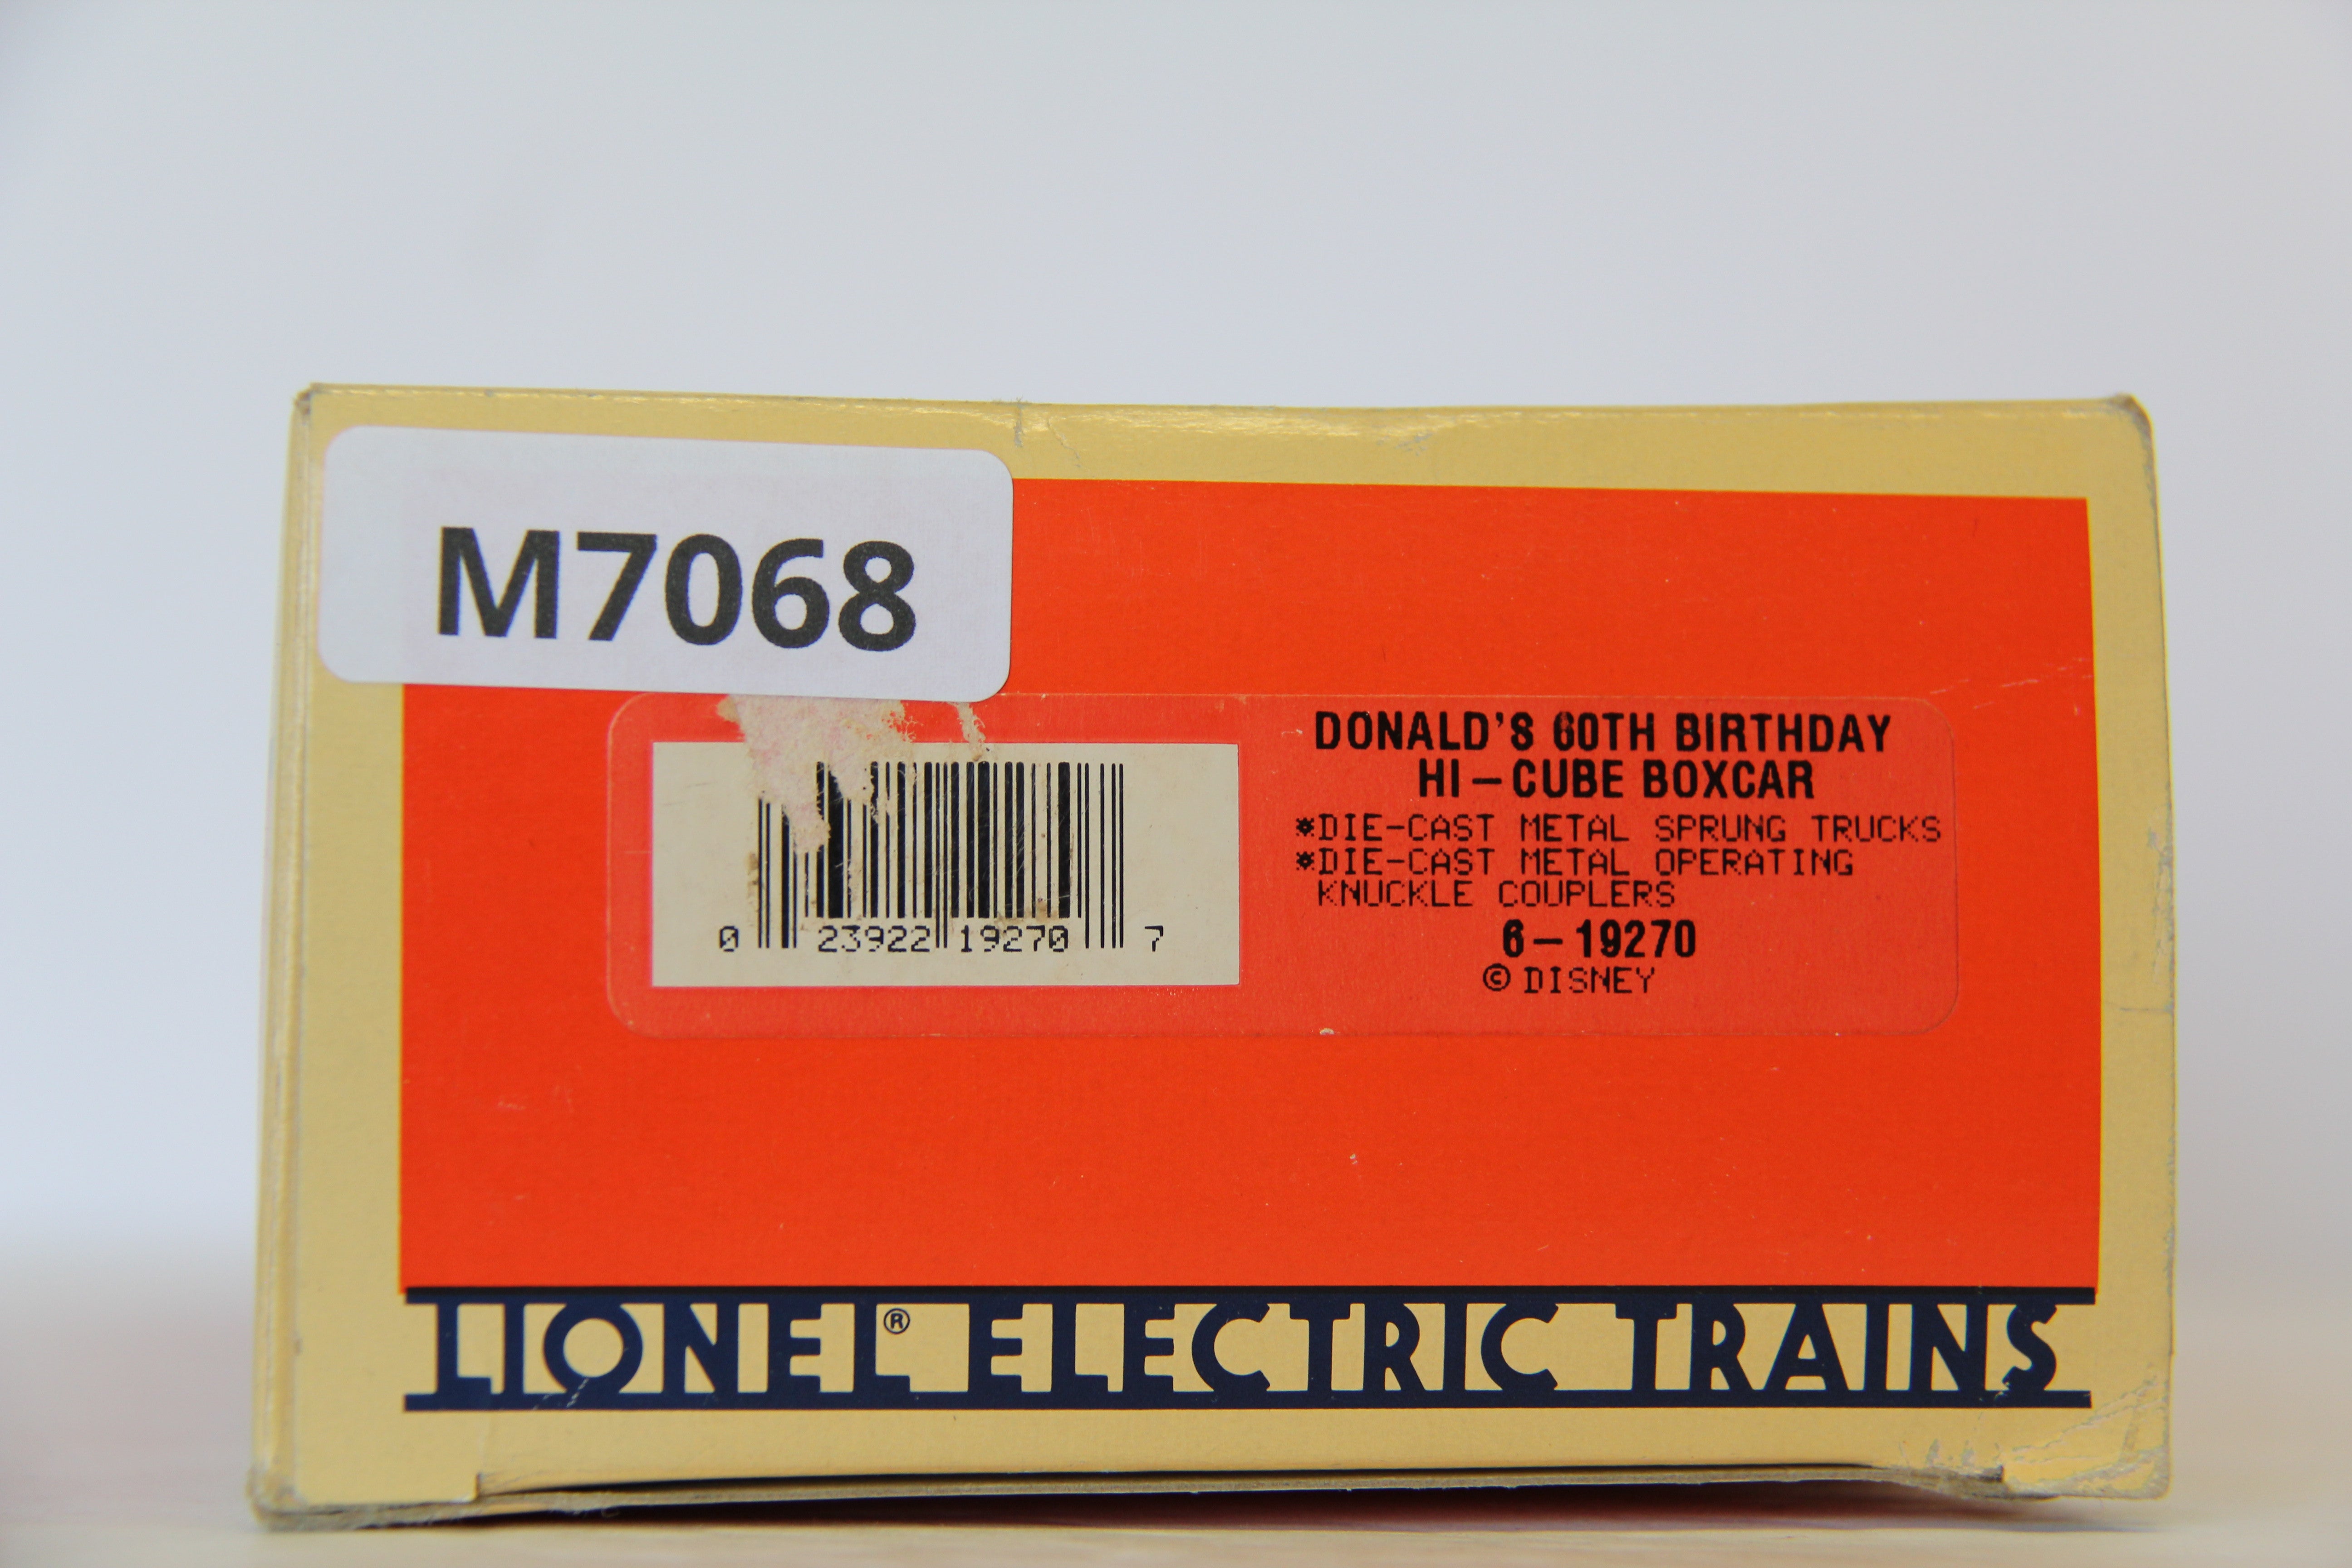 M7068
DONALD'S 60TH BIRTHDAY
HI-CUBE BOXCAR
*DIE-CAST METAL SPRUNG TRUCKS
*DIE-CAST METAL OPERATING
KNUCKLE COUPLERS
6-19270
© DISNEY
0 23922 19270 7
LIONEL® ELECTRIC TRAINS